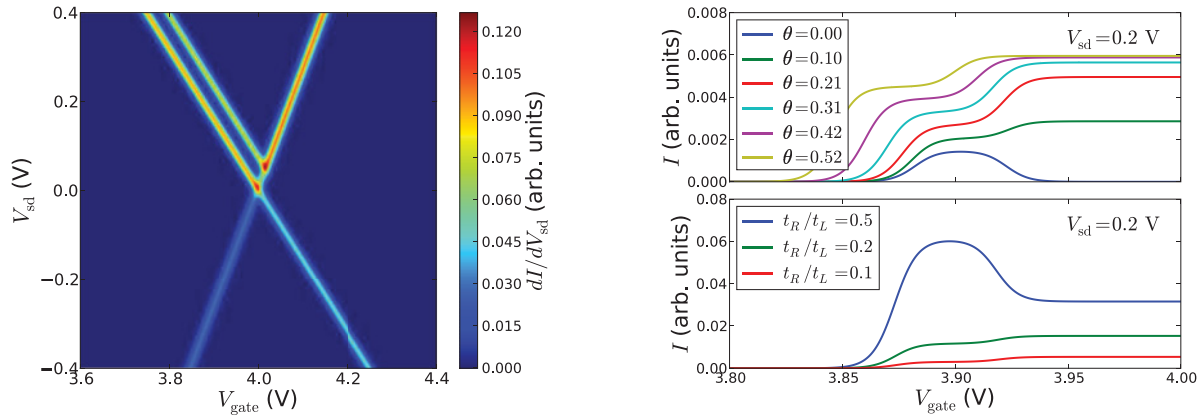 0.4
0.2
0.0
−0.2
−0.4
V_sd (V)
3.6 3.8 4.0 4.2 4.4
V_gate (V)
0.120
0.105
0.090
0.075
0.060
0.045
0.030
0.015
0.000
dI/dV_sd (arb. units)
0.008
0.006
0.004
0.002
0.000
I (arb. units)
θ=0.00
θ=0.10
θ=0.21
θ=0.31
θ=0.42
θ=0.52
V_sd=0.2 V
0.08
0.06
0.04
0.02
0.00
I (arb. units)
t_R/t_L=0.5
t_R/t_L=0.2
t_R/t_L=0.1
V_sd=0.2 V
3.80 3.85 3.90 3.95 4.00
V_gate (V)